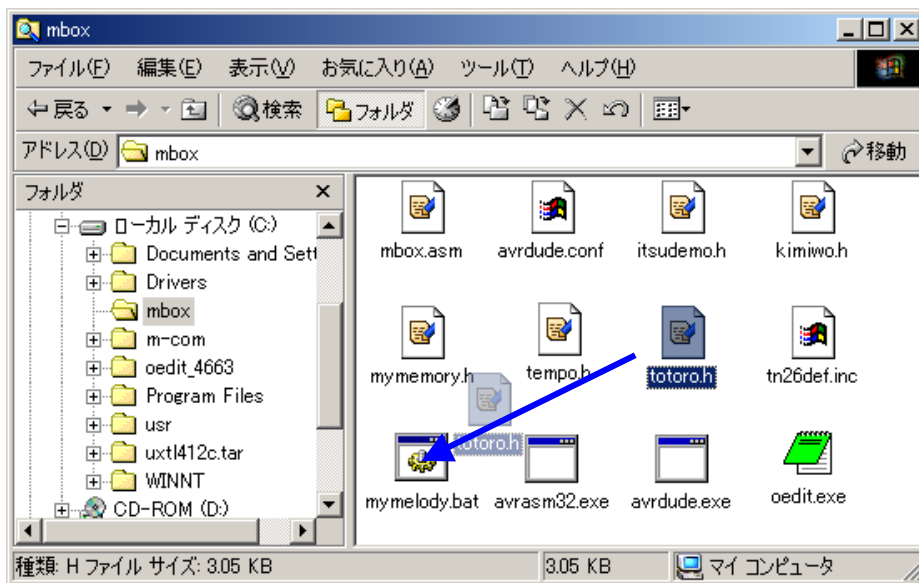 mbox
ファイル(F) 編集(E) 表示(V) お気に入り(A) ツール(T) ヘルプ(H)
戻る 検索 フォルダ
アドレス(D) mbox 移動
フォルダ ×
ローカル ディスク (C:)
Documents and Sett
Drivers
mbox
m-com
oedit_4663
Program Files
usr
uxtl412c.tar
WINNT
CD-ROM (D:)
mbox.asm avrdude.conf itsudemo.h kimiwo.h
mymemory.h tempo.h totoro.h tn26def.inc
totoro.h
mymelody.bat avrasm32.exe avrdude.exe oedit.exe
種類: H ファイル サイズ: 3.05 KB 3.05 KB マイ コンピュータ